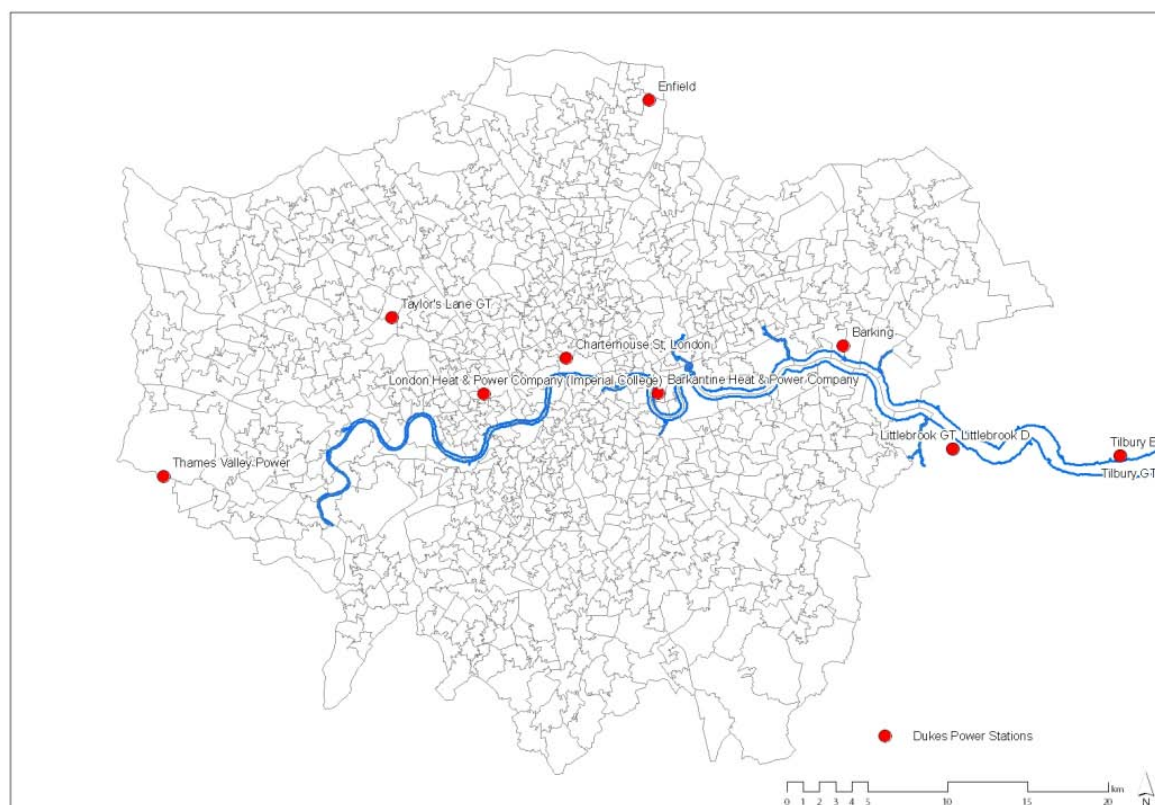 Enfield
Taylor's Lane GT
Charterhouse St, London
Barking
London Heat & Power Company (Imperial College)
Barkantine Heat & Power Company
Littlebrook GT, Littlebrook D
Tilbury B
Tilbury GT
Thames Valley Power
Dukes Power Stations
km
0 1 2 3 4 5 10 15 20
N